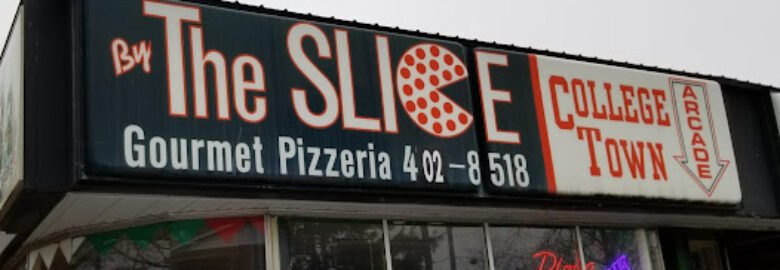 By The SLICE
Gourmet Pizzeria 402-8518
COLLEGE
TOWN
ARCADE